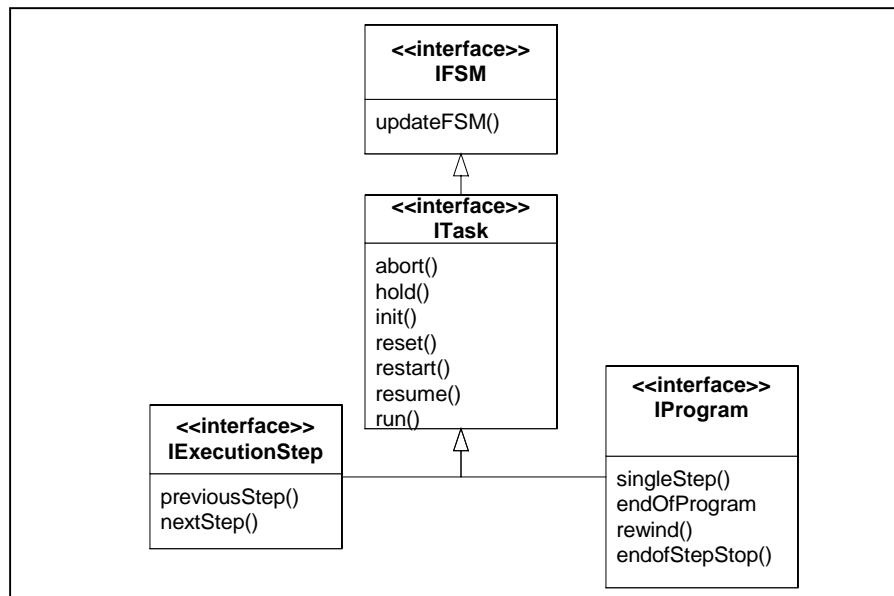 <<interface>>
IFSM
updateFSM()
<<interface>>
ITask
abort()
hold()
init()
reset()
restart()
resume()
run()
<<interface>>
IExecutionStep
previousStep()
nextStep()
<<interface>>
IProgram
singleStep()
endOfProgram
rewind()
endofStepStop()